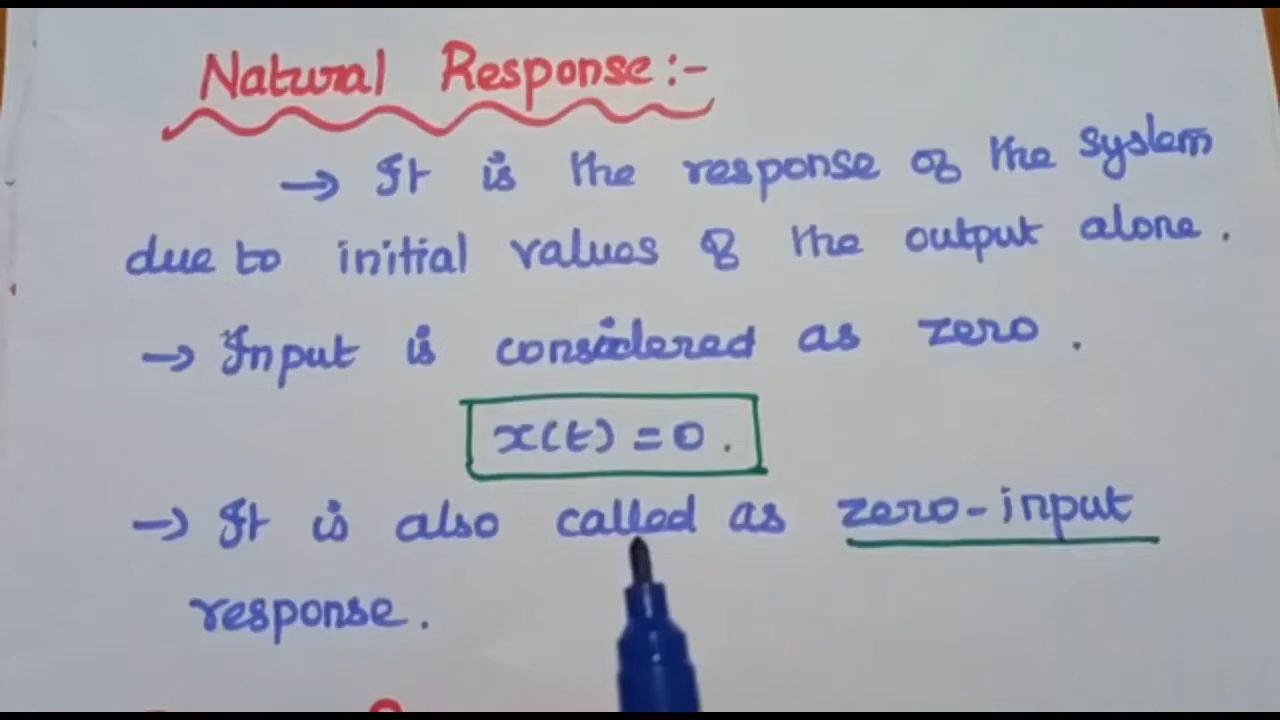 Natural Response:-
→ It is the response of the system
due to initial values of the output alone.
→ Input is considered as zero.
x(t) = 0.
→ It is also called as zero-input
response.